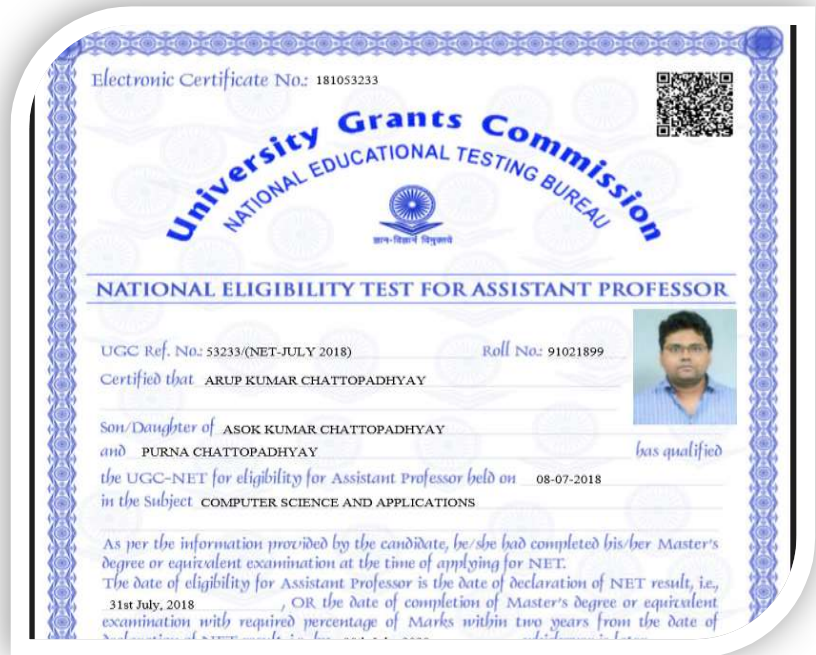 Electronic Certificate No.: 181053233
University Grants Commission
NATIONAL EDUCATIONAL TESTING BUREAU
ज्ञान-विज्ञानं विमुक्तये
NATIONAL ELIGIBILITY TEST FOR ASSISTANT PROFESSOR
UGC Ref. No.: 53233/(NET-JULY 2018) Roll No.: 91021899
Certified that ARUP KUMAR CHATTOPADHYAY
Son/Daughter of ASOK KUMAR CHATTOPADHYAY
and PURNA CHATTOPADHYAY has qualified
the UGC-NET for eligibility for Assistant Professor held on 08-07-2018
in the Subject COMPUTER SCIENCE AND APPLICATIONS
As per the information provided by the candidate, he/she had completed his/her Master's
degree or equivalent examination at the time of applying for NET.
The date of eligibility for Assistant Professor is the date of declaration of NET result, i.e.,
31st July, 2018 , OR the date of completion of Master's degree or equivalent
examination with required percentage of Marks within two years from the date of